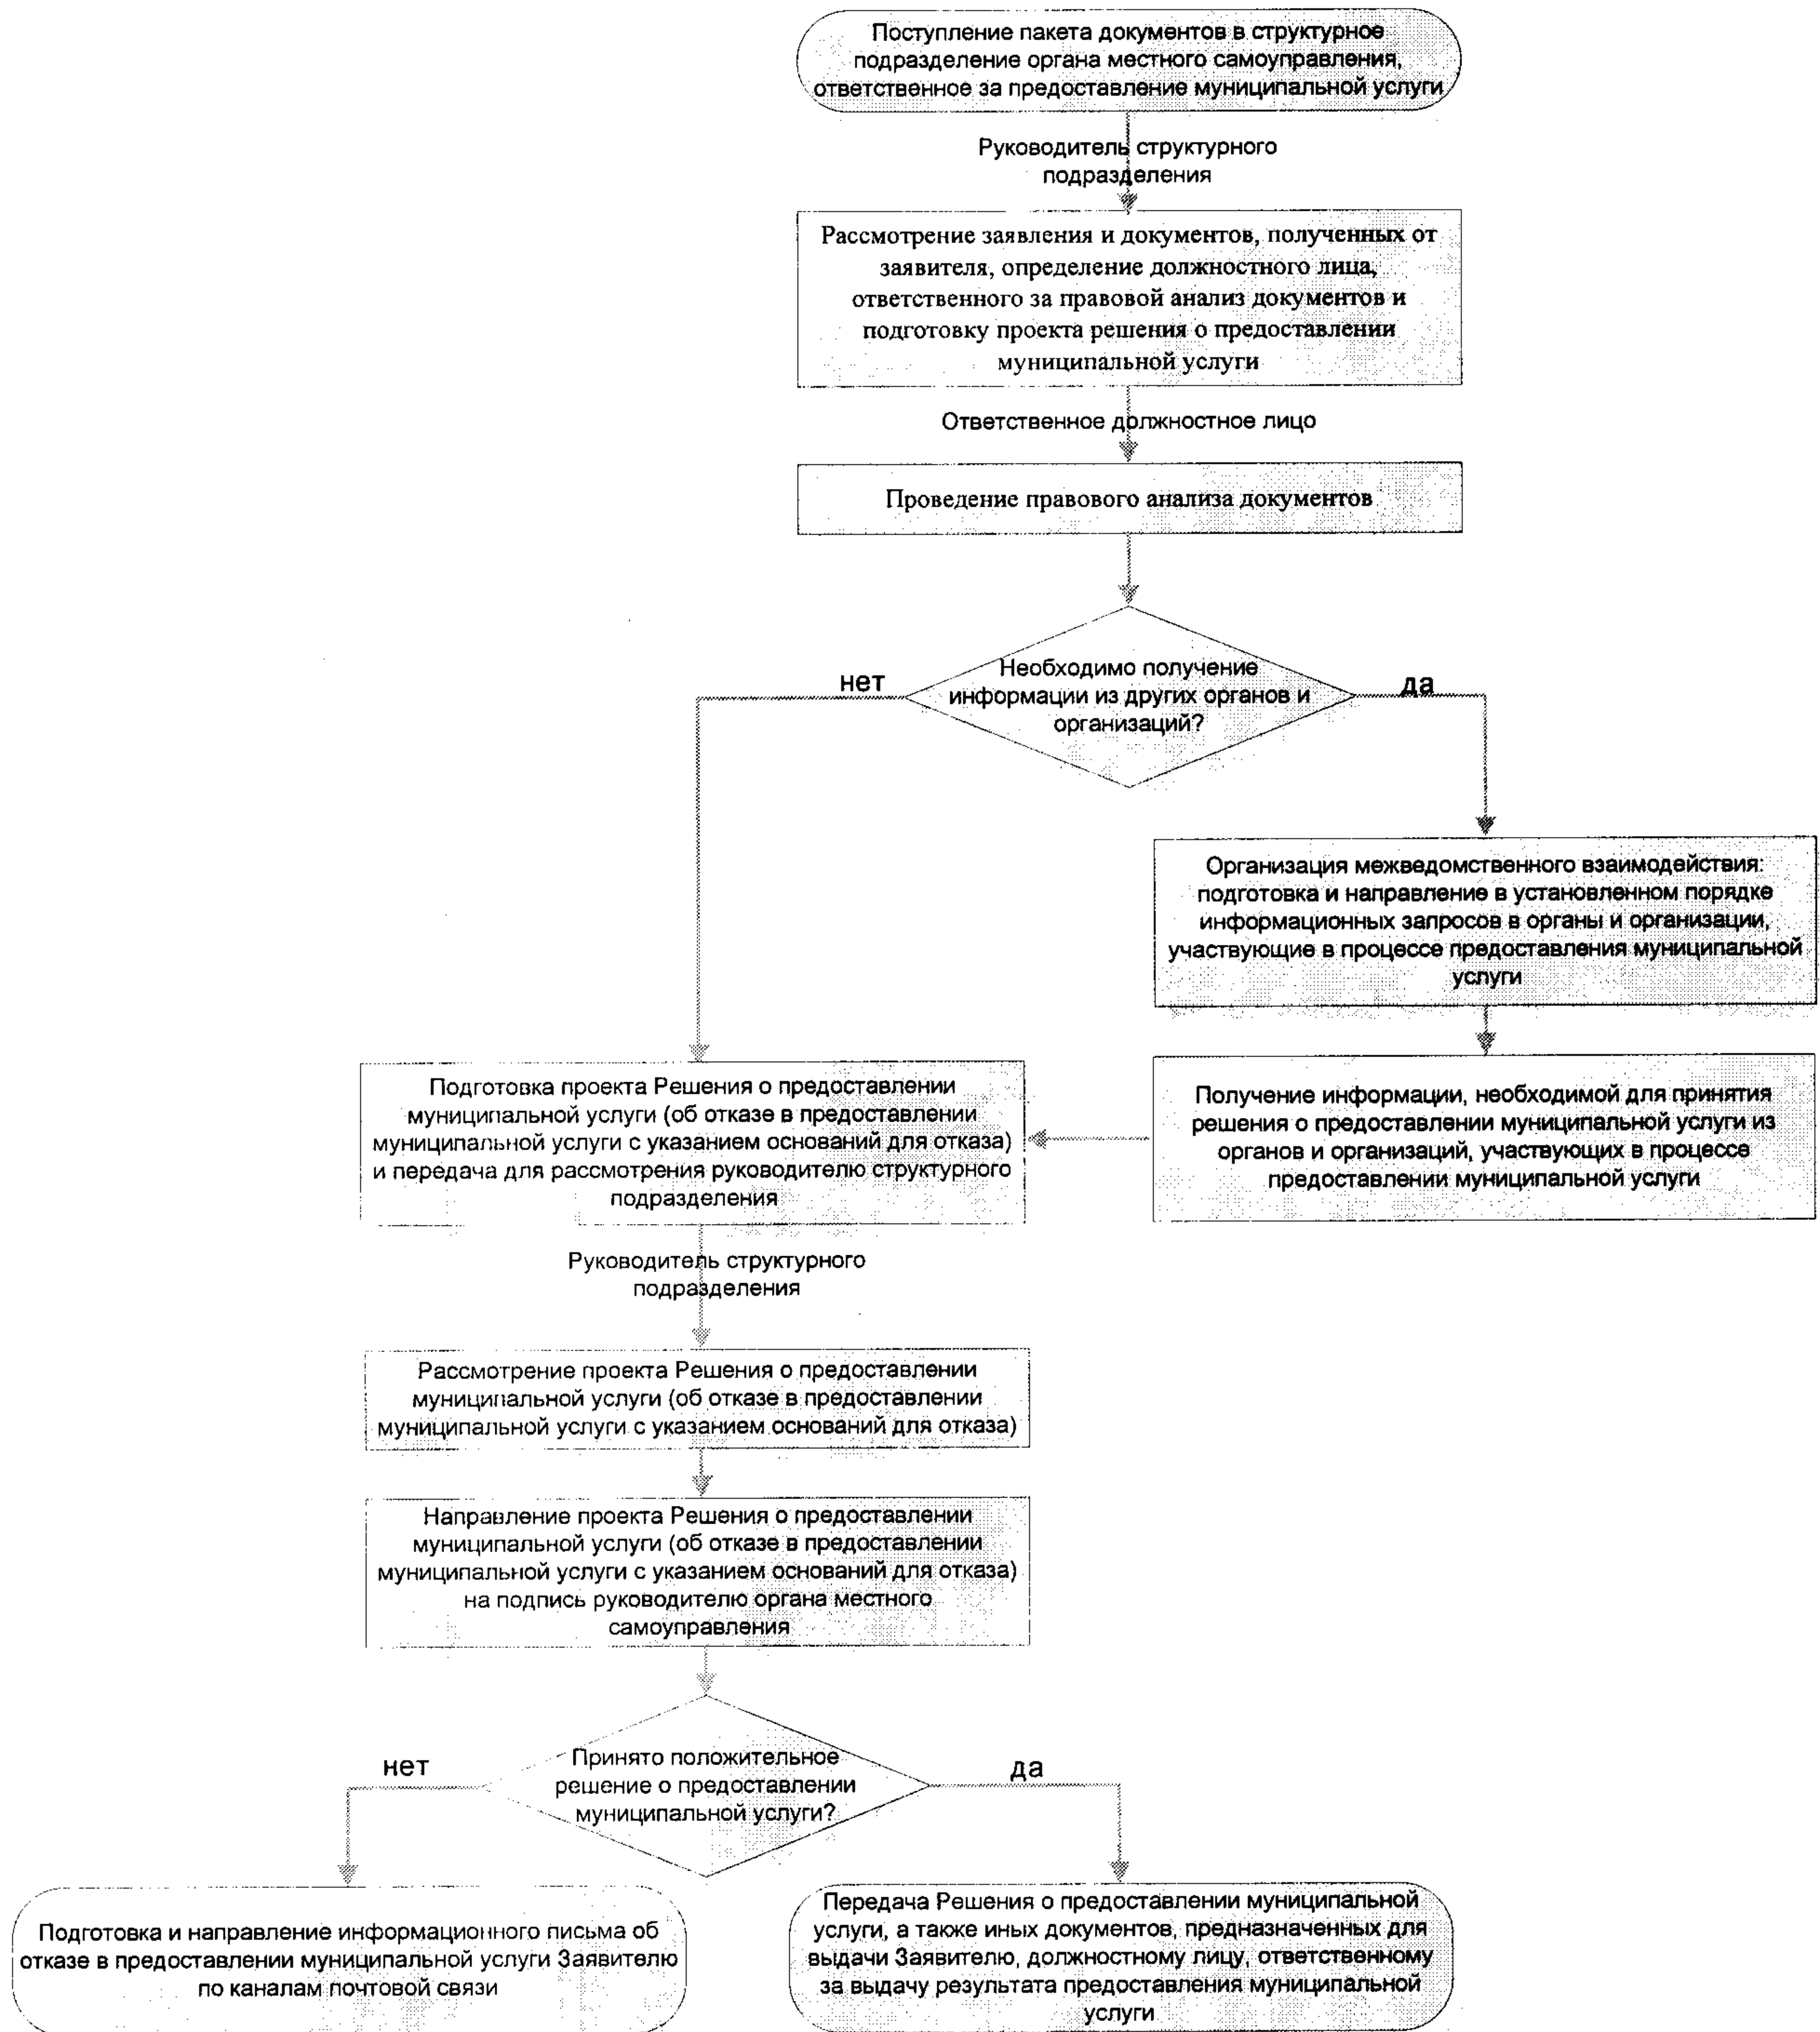 Поступление пакета документов в структурное
подразделение органа местного самоуправления,
ответственное за предоставление муниципальной услуги
Руководитель структурного
подразделения
Рассмотрение заявления и документов, полученных от
заявителя, определение должностного лица,
ответственного за правовой анализ документов и
подготовку проекта решения о предоставлении
муниципальной услуги
Ответственное должностное лицо
Проведение правового анализа документов
Необходимо получение
информации из других органов и
организаций?
нет
да
Организация межведомственного взаимодействия:
подготовка и направление в установленном порядке
информационных запросов в органы и организации,
участвующие в процессе предоставления муниципальной
услуги
Получение информации, необходимой для принятия
решения о предоставлении муниципальной услуги из
органов и организаций, участвующих в процессе
предоставлении муниципальной услуги
Подготовка проекта Решения о предоставлении
муниципальной услуги (об отказе в предоставлении
муниципальной услуги с указанием оснований для отказа)
и передача для рассмотрения руководителю структурного
подразделения
Руководитель структурного
подразделения
Рассмотрение проекта Решения о предоставлении
муниципальной услуги (об отказе в предоставлении
муниципальной услуги с указанием оснований для отказа)
Направление проекта Решения о предоставлении
муниципальной услуги (об отказе в предоставлении
муниципальной услуги с указанием оснований для отказа)
на подпись руководителю органа местного
самоуправления
Принято положительное
решение о предоставлении
муниципальной услуги?
нет
да
Подготовка и направление информационного письма об
отказе в предоставлении муниципальной услуги Заявителю
по каналам почтовой связи
Передача Решения о предоставлении муниципальной
услуги, а также иных документов, предназначенных для
выдачи Заявителю, должностному лицу, ответственному
за выдачу результата предоставления муниципальной
услуги